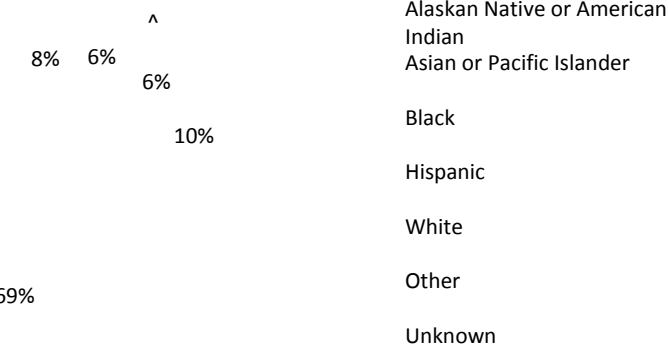 ^
Alaskan Native or American
Indian
8%
6%
Asian or Pacific Islander
6%
Black
10%
Hispanic
White
Other
69%
Unknown